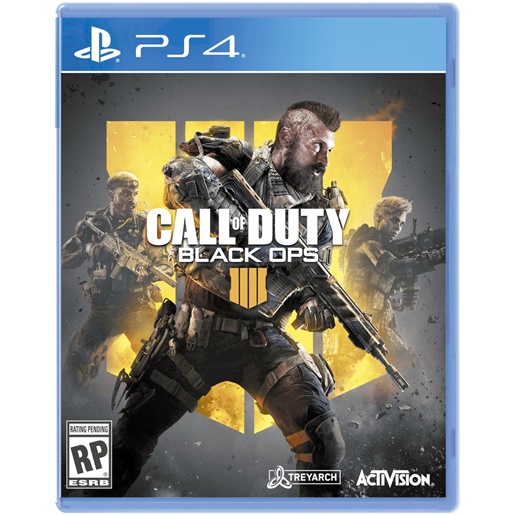 PS4
CALL OF DUTY
BLACK OPS
IIII
RATING PENDING
RP
ESRB
TREYARCH
ACTIVISION